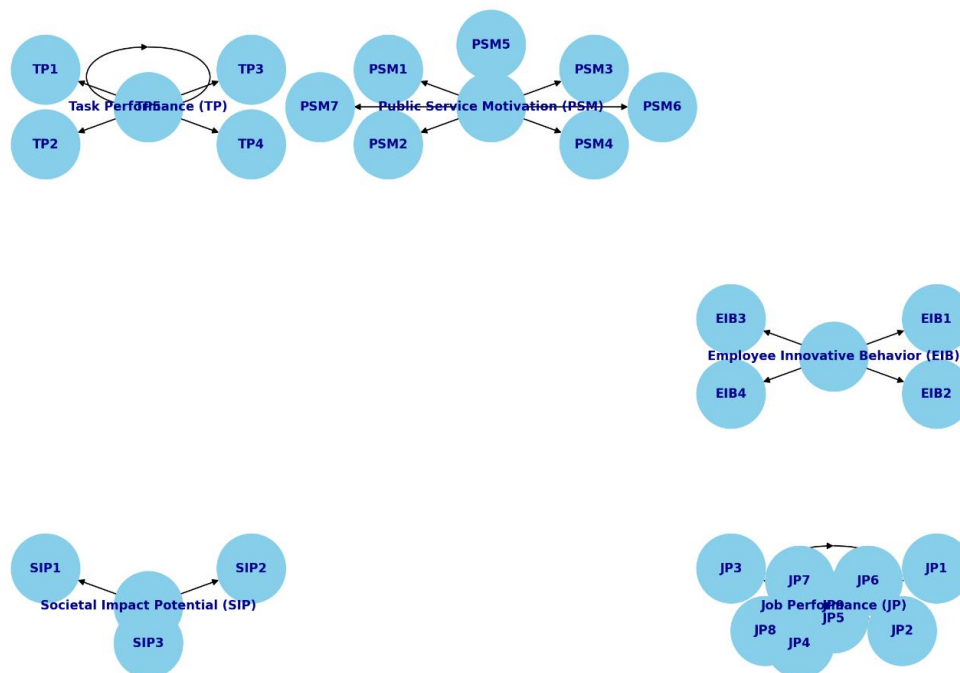 PSM5
TP1
TP3
PSM1
PSM3
Task Performance (TP)
TP5
PSM7
Public Service Motivation (PSM)
PSM6
TP2
TP4
PSM2
PSM4
EIB3
EIB1
Employee Innovative Behavior (EIB)
EIB4
EIB2
SIP1
SIP2
JP3
JP1
JP7
JP6
Societal Impact Potential (SIP)
Job Performance (JP)
JP5
JP8
JP2
SIP3
JP4